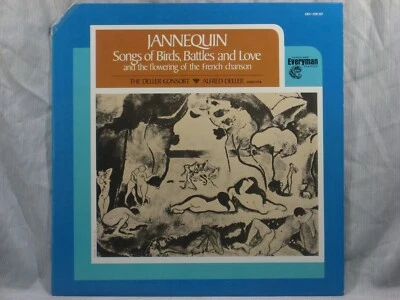 JANNEQUIN
Songs of Birds, Battles and Love
and the flowering of the French chanson
THE DELLER CONSORT ALFRED DELLER
Everyman